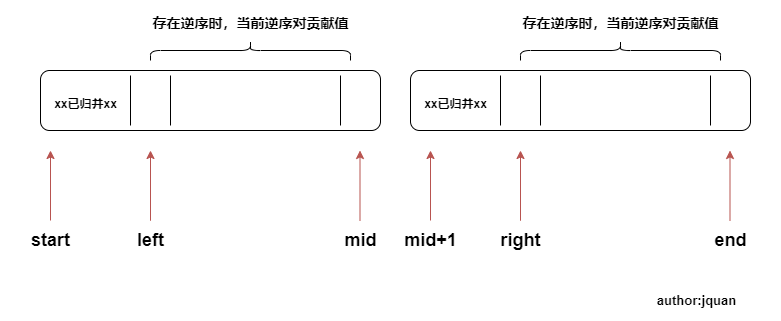 存在逆序时，当前逆序对贡献值
存在逆序时，当前逆序对贡献值
xx已归并xx
xx已归并xx
start
left
mid
mid+1
right
end
author:jquan